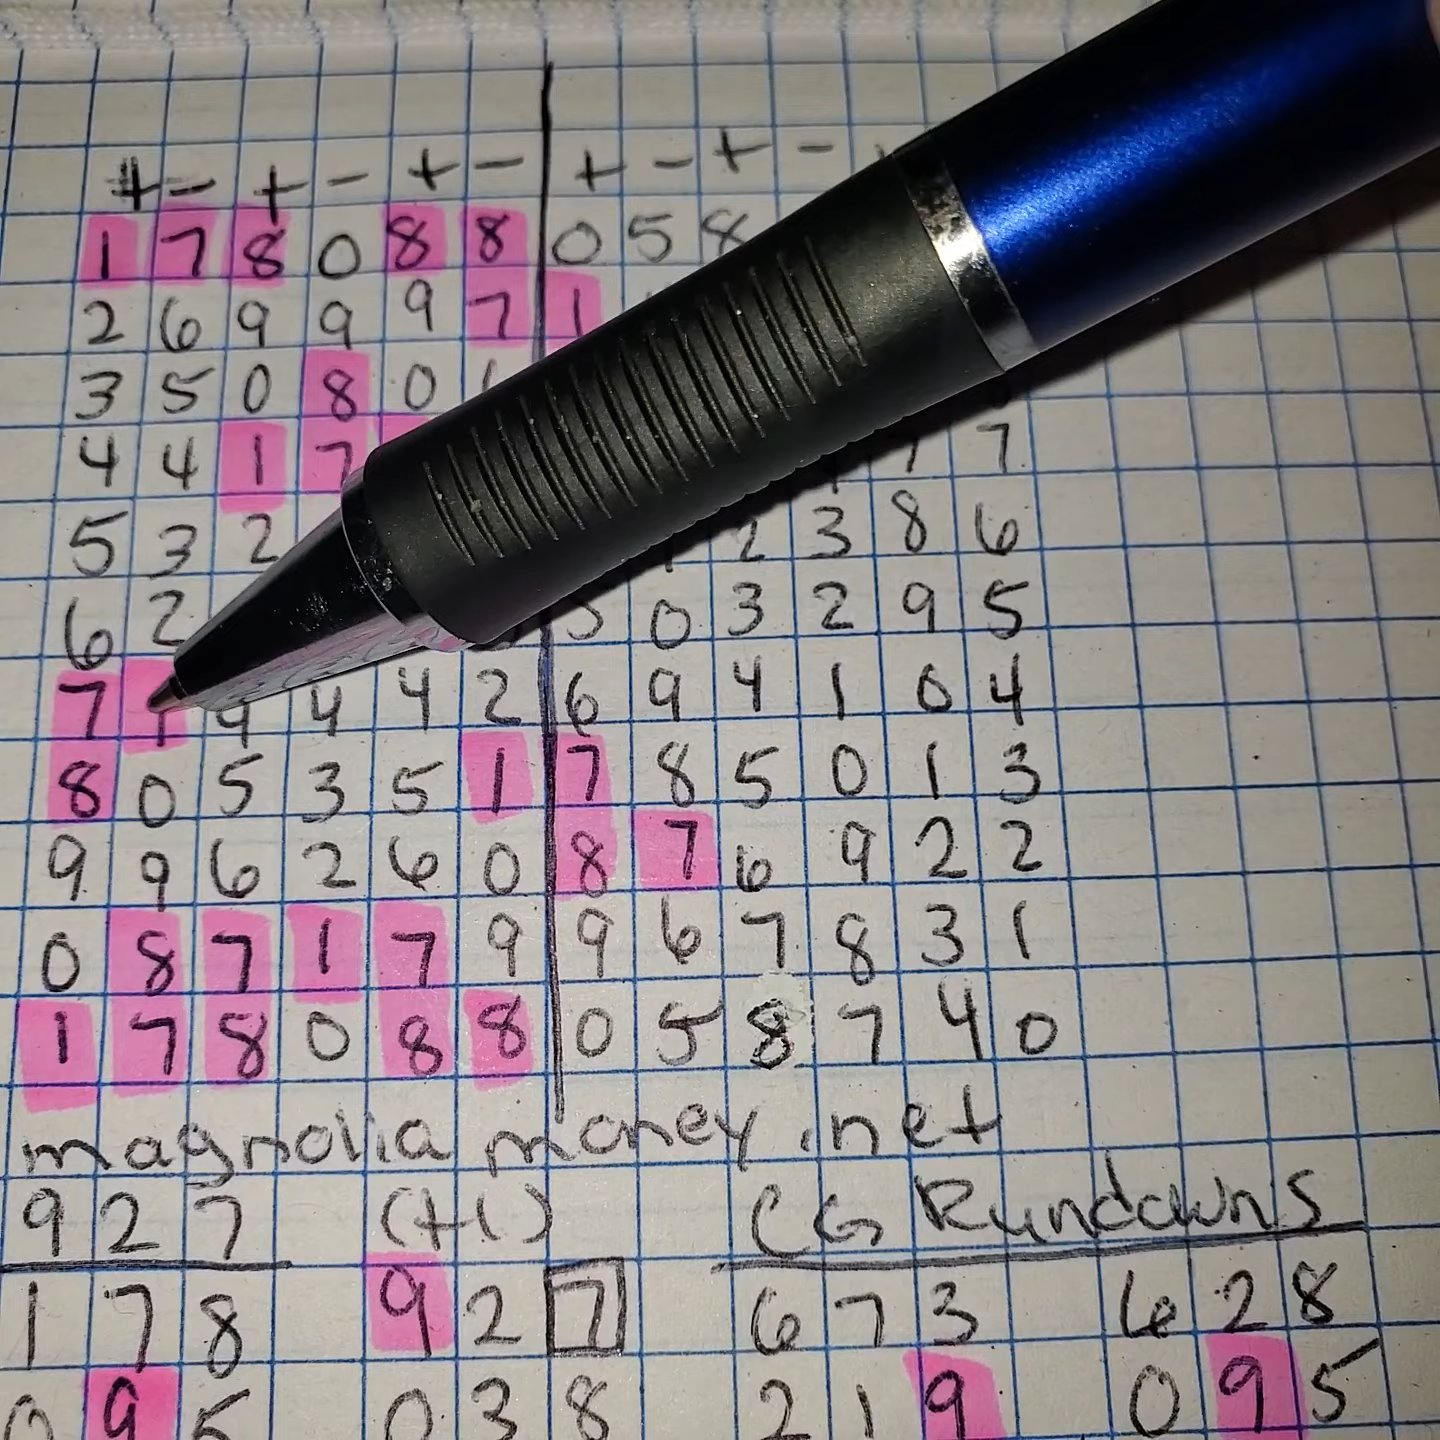 + - + - + - + - + -
1 7 8 0 8 8 0 5 8
2 6 9 9 9 7 1
3 5 0 8 0
4 4 1 7 7 7
5 3 2 2 3 8 6
6 2 0 3 2 9 5
7 1 9 4 4 2 6 9 4 1 0 4
8 0 5 3 5 1 7 8 5 0 1 3
9 9 6 2 6 0 8 7 6 9 2 2
0 8 7 1 7 9 9 6 7 8 3 1
1 7 8 0 8 8 0 5 8 7 4 0
magnolia money.net
9 2 7 (+1) CG Rundowns
1 7 8 9 2 7 6 7 3 6 2 8
0 9 5 0 3 8 2 1 9 0 9 5